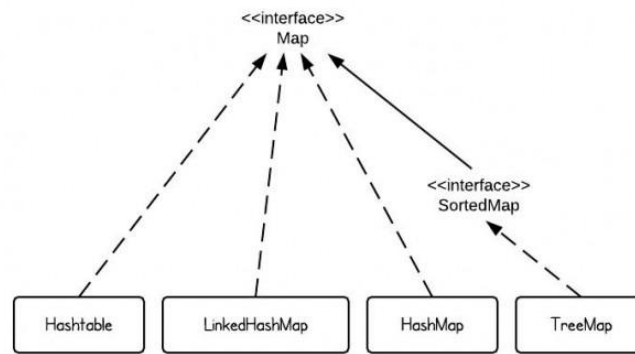 <<interface>>
Map
<<interface>>
SortedMap
Hashtable
LinkedHashMap
HashMap
TreeMap